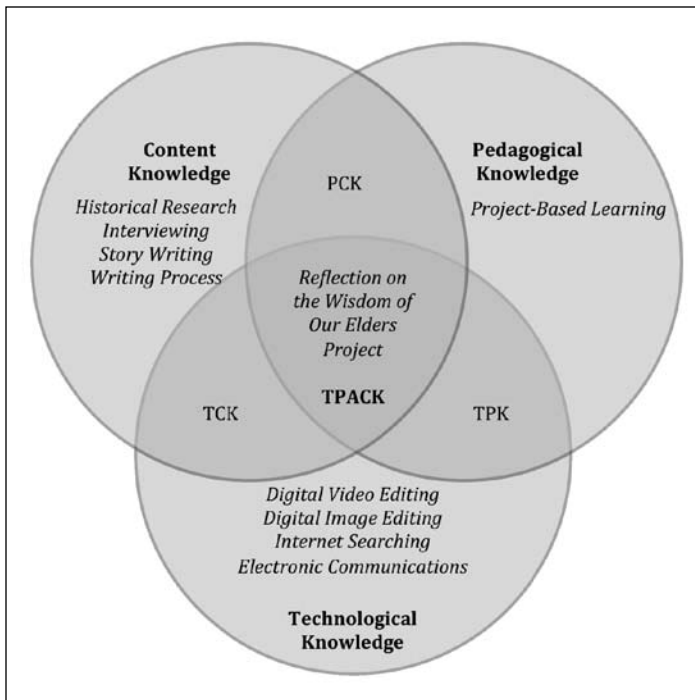 Content
Knowledge
Historical Research
Interviewing
Story Writing
Writing Process
PCK
Pedagogical
Knowledge
Project-Based Learning
Reflection on
the Wisdom of
Our Elders
Project
TPACK
TCK
TPK
Digital Video Editing
Digital Image Editing
Internet Searching
Electronic Communications
Technological
Knowledge